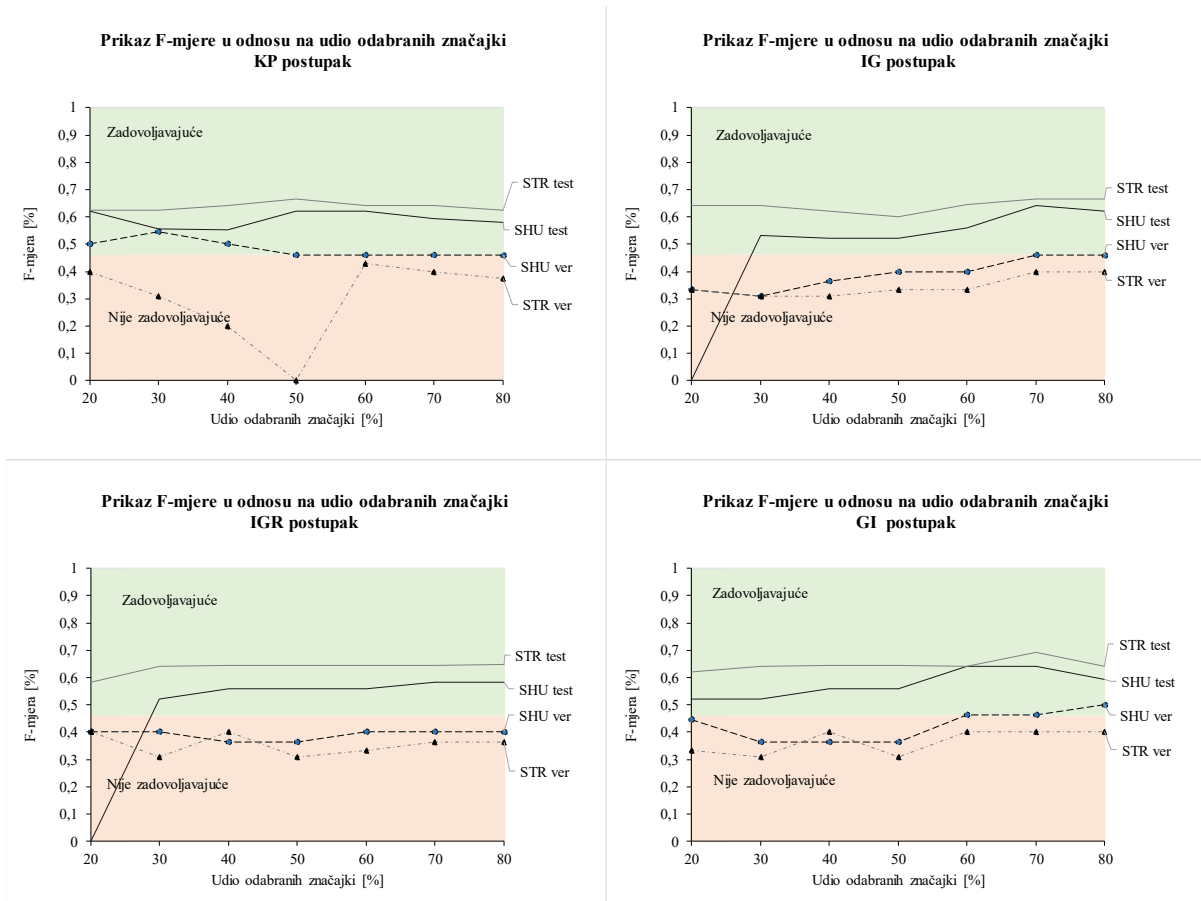 Prikaz F-mjere u odnosu na udio odabranih značajki
KP postupak
F-mjera [%]
1
0,9
0,8
0,7
0,6
0,5
0,4
0,3
0,2
0,1
0
Zadovoljavajuće
Nije zadovoljavajuće
STR test
SHU test
SHU ver
STR ver
20 30 40 50 60 70 80
Udio odabranih značajki [%]
Prikaz F-mjere u odnosu na udio odabranih značajki
IG postupak
F-mjera [%]
1
0,9
0,8
0,7
0,6
0,5
0,4
0,3
0,2
0,1
0
Zadovoljavajuće
Nije zadovoljavajuće
STR test
SHU test
SHU ver
STR ver
20 30 40 50 60 70 80
Udio odabranih značajki [%]
Prikaz F-mjere u odnosu na udio odabranih značajki
IGR postupak
F-mjera [%]
1
0,9
0,8
0,7
0,6
0,5
0,4
0,3
0,2
0,1
0
Zadovoljavajuće
Nije zadovoljavajuće
STR test
SHU test
SHU ver
STR ver
20 30 40 50 60 70 80
Udio odabranih značajki [%]
Prikaz F-mjere u odnosu na udio odabranih značajki
GI postupak
F-mjera [%]
1
0,9
0,8
0,7
0,6
0,5
0,4
0,3
0,2
0,1
0
Zadovoljavajuće
Nije zadovoljavajuće
STR test
SHU test
SHU ver
STR ver
20 30 40 50 60 70 80
Udio odabranih značajki [%]